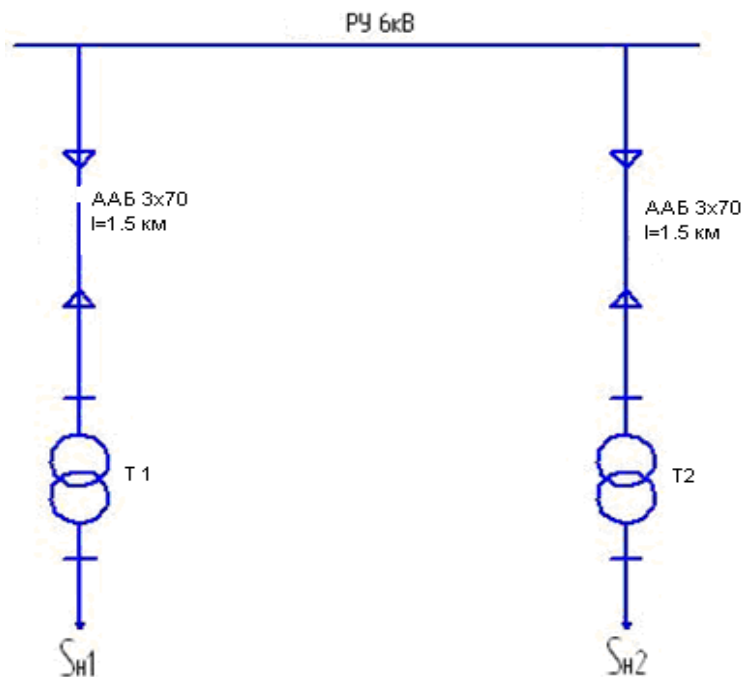 РУ 6кВ
ААБ 3х70
l=1.5 км
ААБ 3х70
l=1.5 км
Т 1
Т2
Sн1
Sн2